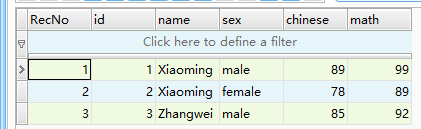 RecNo id name sex chinese math
Click here to define a filter
1 1 Xiaoming male 89 99
2 2 Xiaoming female 78 89
3 3 Zhangwei male 85 92